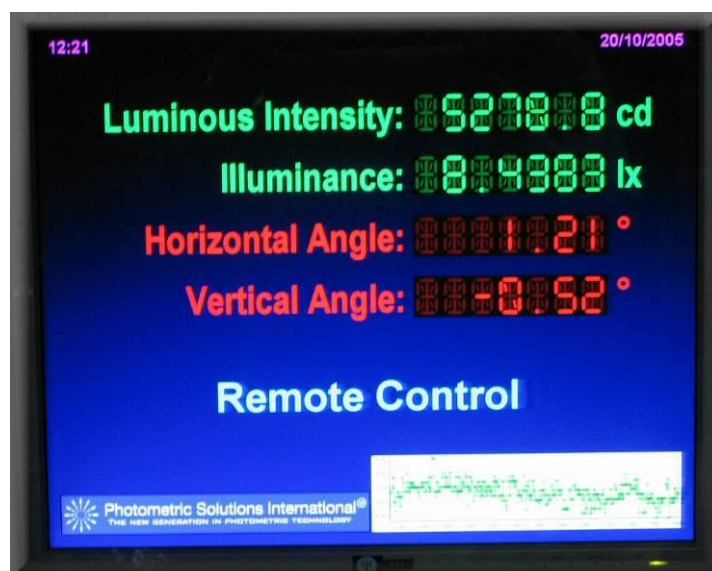 12:21 20/10/2005
Luminous Intensity: cd
Illuminance: lx
Horizontal Angle: 1.21 °
Vertical Angle: -0.52 °
Remote Control
Photometric Solutions International®
THE NEW GENERATION IN PHOTOMETRIC TECHNOLOGY